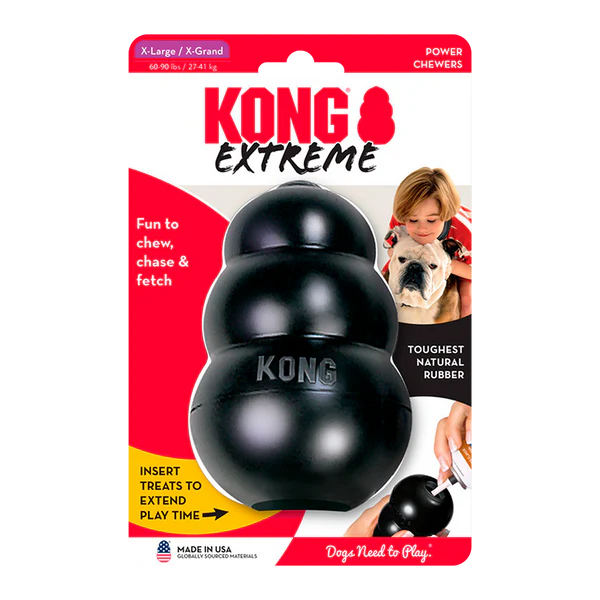 X-Large / X-Grand
60-90 lbs / 27-41 kg
POWER
CHEWERS
KONG®
EXTREME
Fun to
chew,
chase &
fetch
KONG
TOUGHEST
NATURAL
RUBBER
INSERT
TREATS TO
EXTEND
PLAY TIME
MADE IN USA
GLOBALLY SOURCED MATERIALS
Dogs Need to Play.®